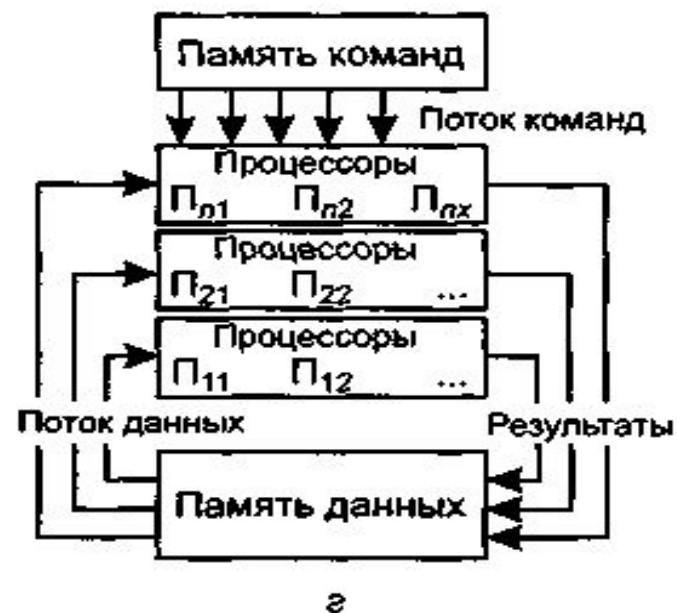 Память команд
Поток команд
Процессоры
Пn1 Пn2 Пnx
Процессоры
П21 П22 ...
Процессоры
П11 П12 ...
Поток данных
Результаты
Память данных
г